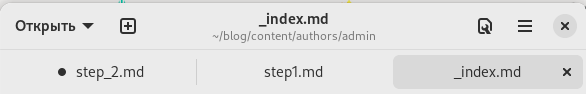 Открыть
_index.md
~/blog/content/authors/admin
step_2.md step1.md _index.md